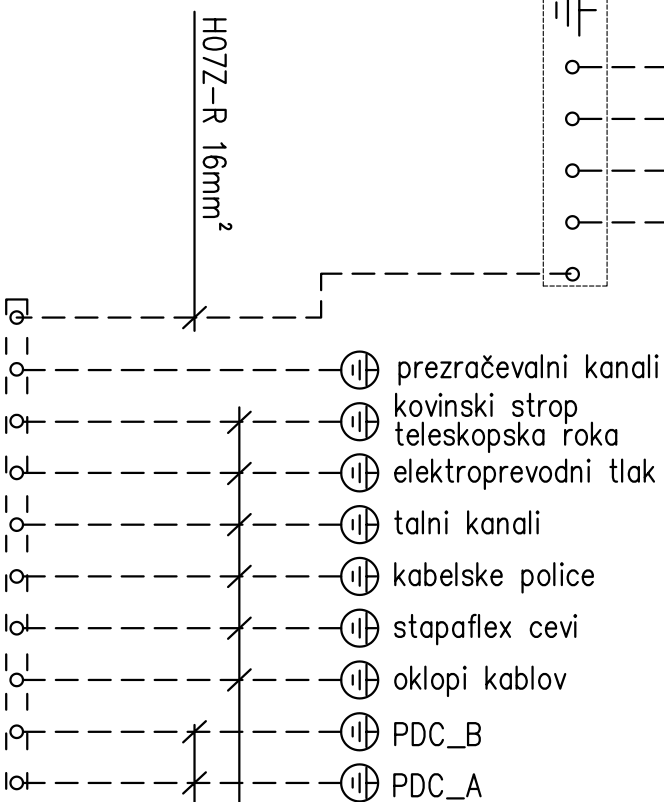 H07Z-R 16mm²
prezračevalni kanali
kovinski strop
teleskopska roka
elektroprevodni tlak
talni kanali
kabelske police
stapaflex cevi
oklopi kablov
PDC_B
PDC_A